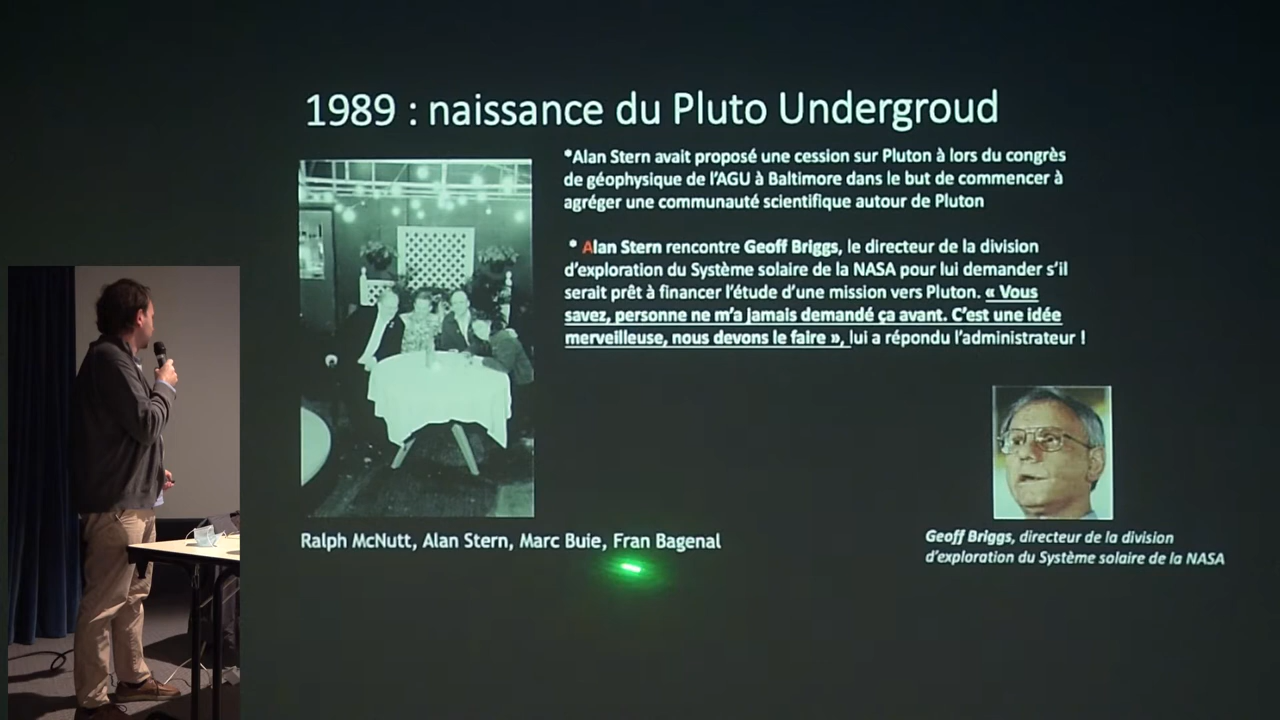 1989 : naissance du Pluto Undergroud
*Alan Stern avait proposé une cession sur Pluton à lors du congrès
de géophysique de l'AGU à Baltimore dans le but de commencer à
agréger une communauté scientifique autour de Pluton
* Alan Stern rencontre Geoff Briggs, le directeur de la division
d'exploration du Système solaire de la NASA pour lui demander s'il
serait prêt à financer l'étude d'une mission vers Pluton. « Vous
savez, personne ne m'a jamais demandé ça avant. C'est une idée
merveilleuse, nous devons le faire », lui a répondu l'administrateur !
Ralph McNutt, Alan Stern, Marc Buie, Fran Bagenal
Geoff Briggs, directeur de la division
d'exploration du Système solaire de la NASA